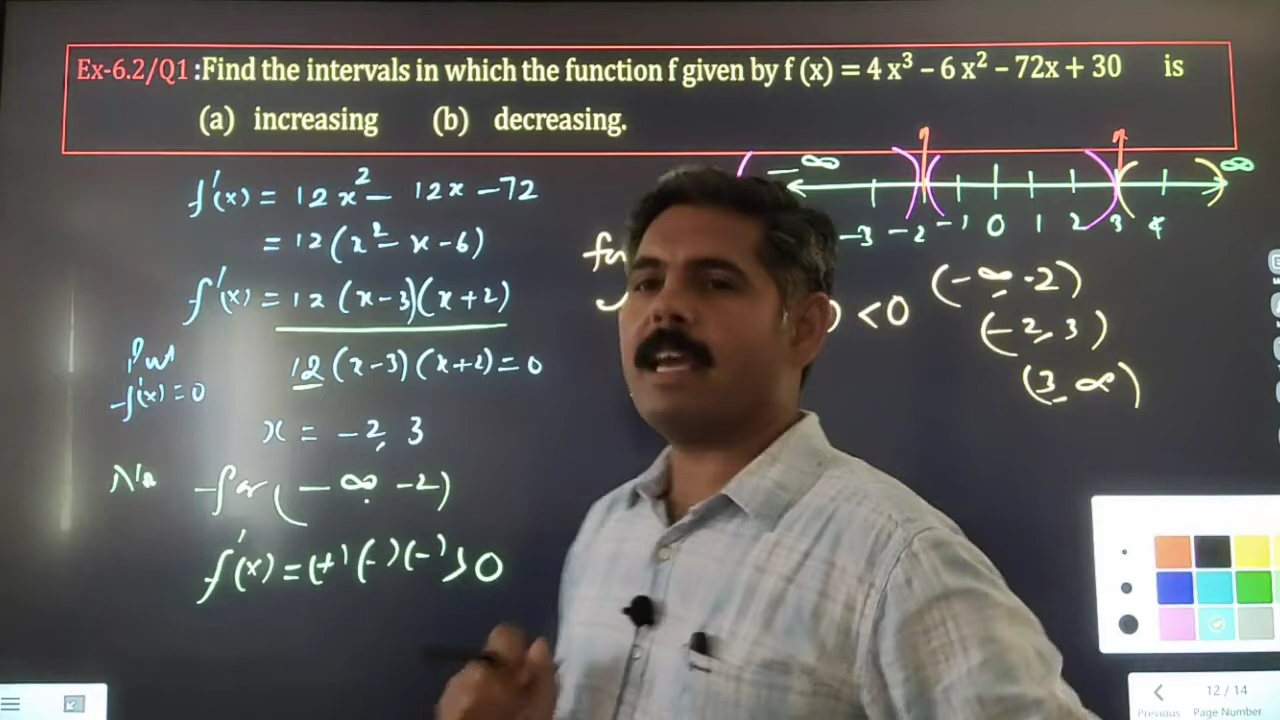 Ex-6.2/Q1 :Find the intervals in which the function f given by f (x) = 4 x³ – 6 x² – 72x + 30 is
(a) increasing (b) decreasing.
f'(x) = 12x² – 12x – 72
= 12(x² – x – 6)
f'(x) = 12 (x–3)(x+2)
Put
f'(x) = 0
12 (x–3)(x+2) = 0
x = –2, 3
for (–∞, -2)
f'(x) = (+) (–) (–) > 0
–∞ ∞
–3 –2 –1 0 1 2 3 4
) < 0
(–∞, -2)
(–2, 3)
(3, ∞)
12 / 14
Previous Page Number